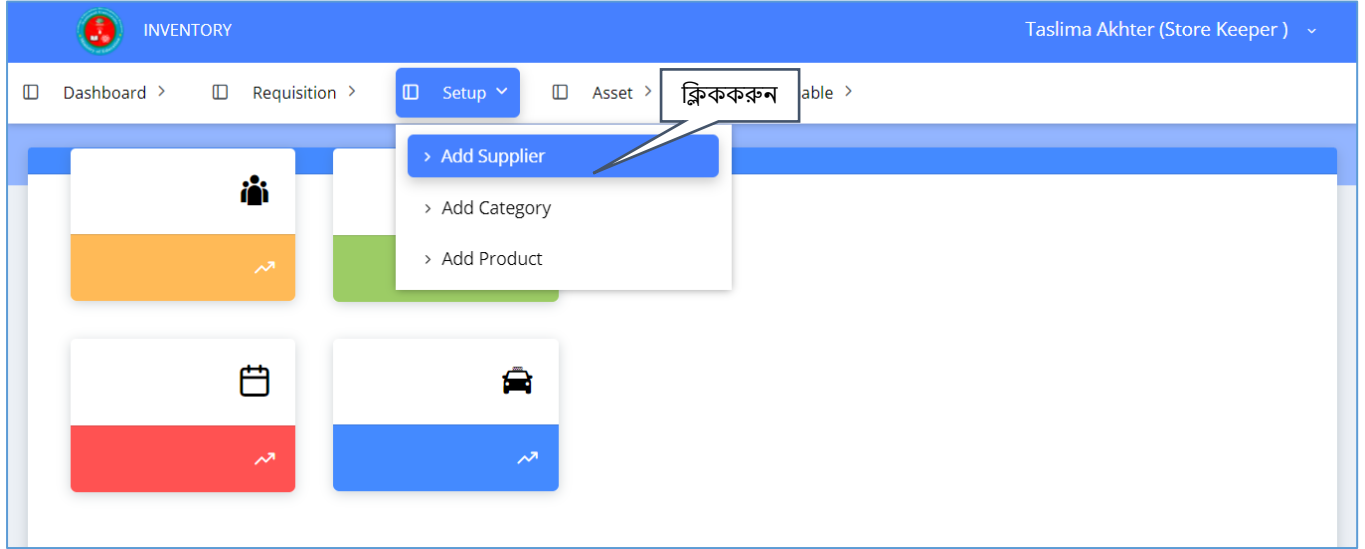 INVENTORY Taslima Akhter (Store Keeper )
Dashboard Requisition Setup Asset ক্লিককরুন able
Add Supplier
Add Category
Add Product